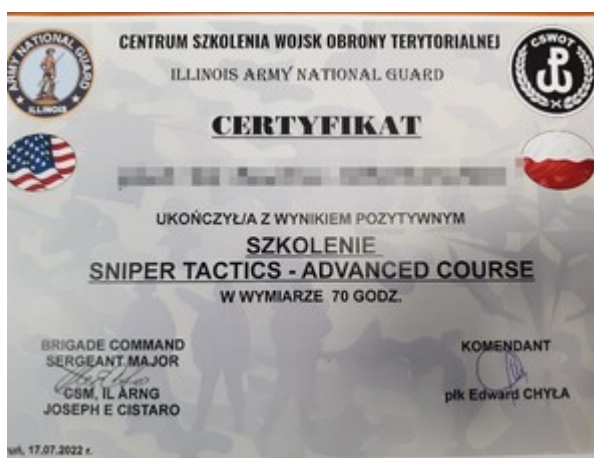 CENTRUM SZKOLENIA WOJSK OBRONY TERYTORIALNEJ
ILLINOIS ARMY NATIONAL GUARD
ARMY NATIONAL GUARD
ILLINOIS
CSWOT
CERTYFIKAT
UKOŃCZYŁ/A Z WYNIKIEM POZYTYWNYM
SZKOLENIE
SNIPER TACTICS - ADVANCED COURSE
W WYMIARZE 70 GODZ.
BRIGADE COMMAND
SERGEANT MAJOR
CSM, IL ARNG
JOSEPH E CISTARO
KOMENDANT
płk Edward CHYŁA
17.07.2022 r.